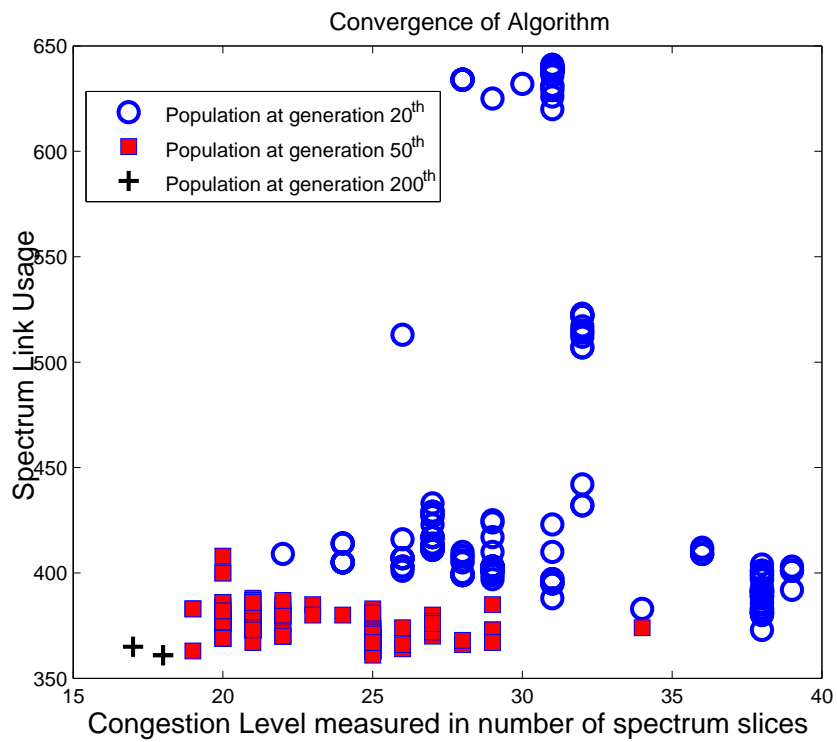 Convergence of Algorithm
650
600
550
500
450
400
350
Spectrum Link Usage
Population at generation 20th
Population at generation 50th
Population at generation 200th
15 20 25 30 35 40
Congestion Level measured in number of spectrum slices